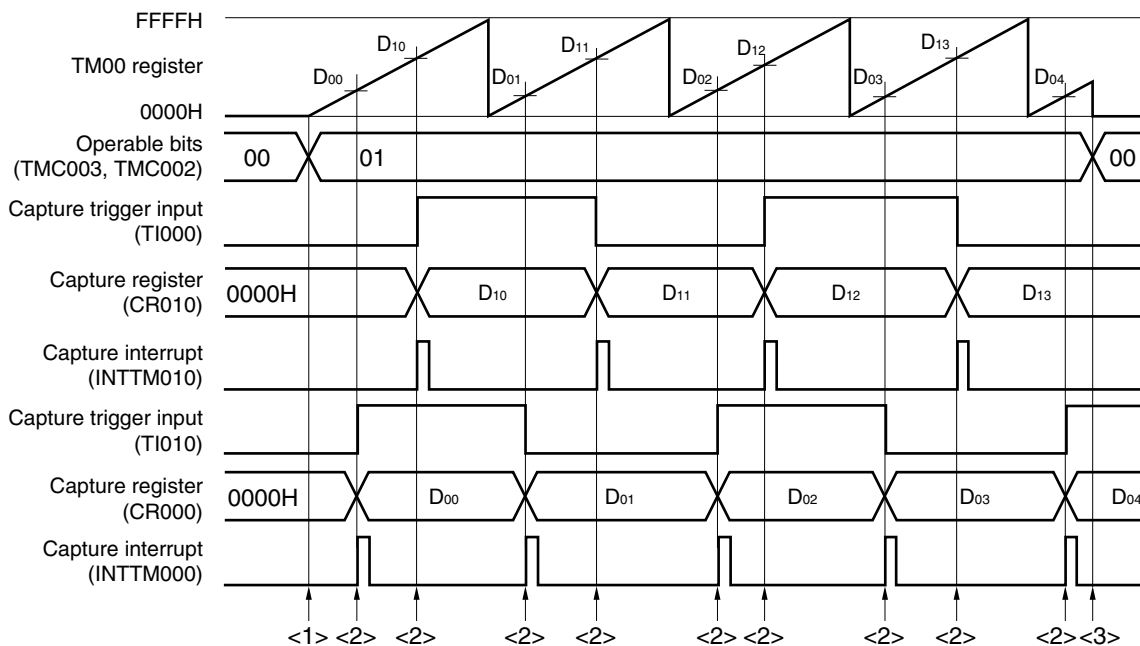 FFFFH
TM00 register
0000H
D10
D11
D12
D13
D00
D01
D02
D03
D04
Operable bits
(TMC003, TMC002)
00
01
00
Capture trigger input
(TI000)
Capture register
(CR010)
0000H
D10
D11
D12
D13
Capture interrupt
(INTTM010)
Capture trigger input
(TI010)
Capture register
(CR000)
0000H
D00
D01
D02
D03
D04
Capture interrupt
(INTTM000)
<1> <2> <2> <2> <2> <2> <2> <2> <2> <2> <3>